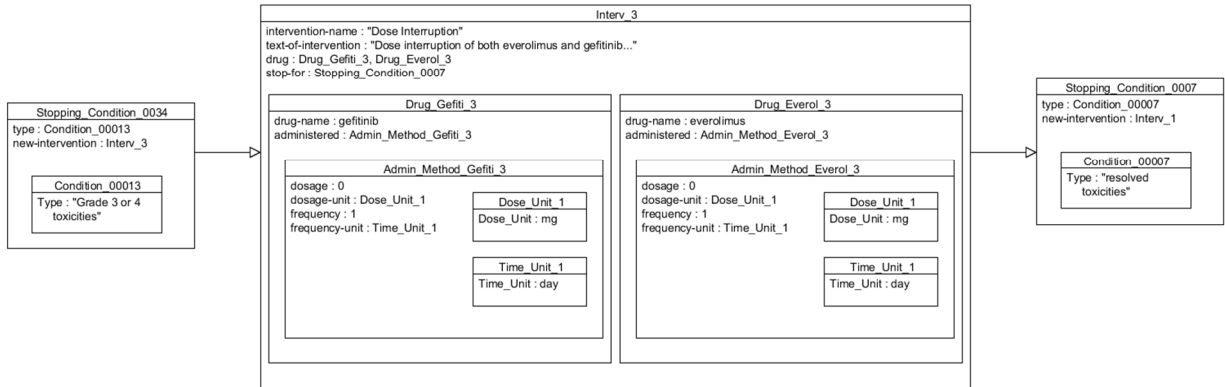 Stopping_Condition_0034
type : Condition_00013
new-intervention : Interv_3
Condition_00013
Type : "Grade 3 or 4
toxicities"
Interv_3
intervention-name : "Dose Interruption"
text-of-intervention : "Dose interruption of both everolimus and gefitinib..."
drug : Drug_Gefiti_3, Drug_Everol_3
stop-for : Stopping_Condition_0007
Drug_Gefiti_3
drug-name : gefitinib
administered : Admin_Method_Gefiti_3
Admin_Method_Gefiti_3
dosage : 0
dosage-unit : Dose_Unit_1
frequency : 1
frequency-unit : Time_Unit_1
Dose_Unit_1
Dose_Unit : mg
Time_Unit_1
Time_Unit : day
Drug_Everol_3
drug-name : everolimus
administered : Admin_Method_Everol_3
Admin_Method_Everol_3
dosage : 0
dosage-unit : Dose_Unit_1
frequency : 1
frequency-unit : Time_Unit_1
Dose_Unit_1
Dose_Unit : mg
Time_Unit_1
Time_Unit : day
Stopping_Condition_0007
type : Condition_00007
new-intervention : Interv_1
Condition_00007
Type : "resolved
toxicities"